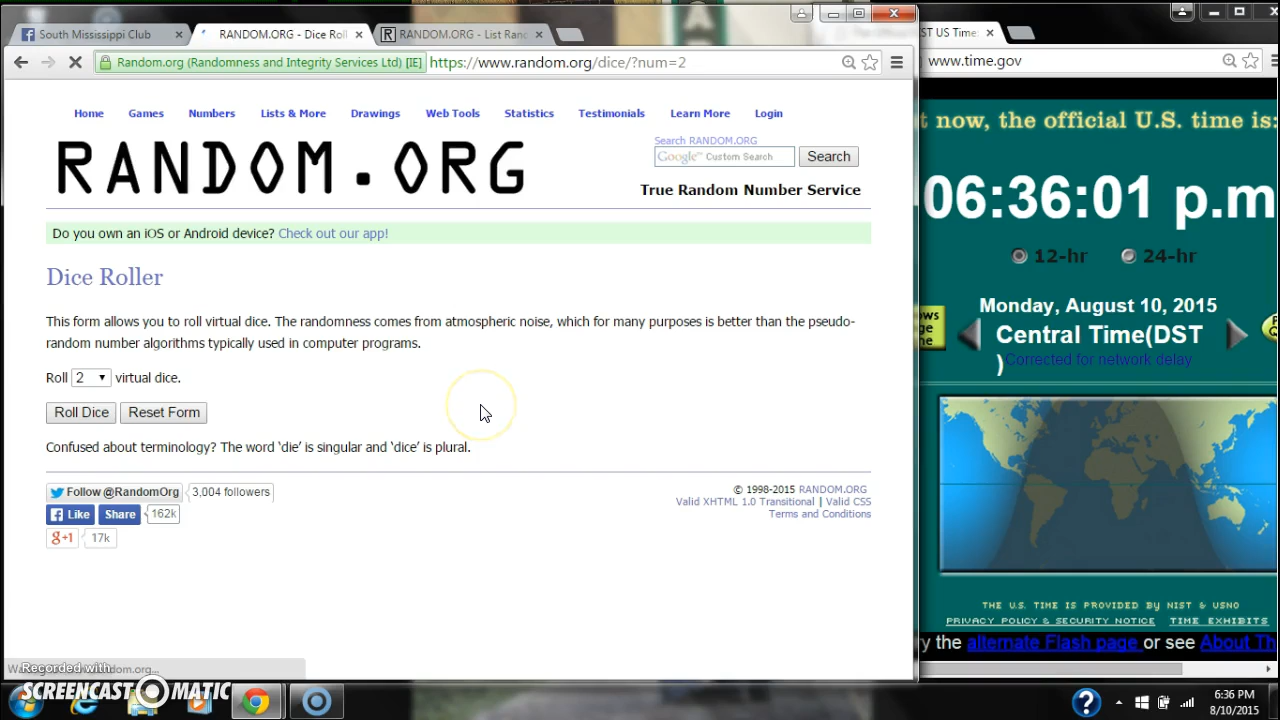 South Mississippi Club
RANDOM.ORG - Dice Roll
RANDOM.ORG - List Rand
ST US Time:
Random.org (Randomness and Integrity Services Ltd) [IE]
https://www.random.org/dice/?num=2
www.time.gov
Home Games Numbers Lists & More Drawings Web Tools Statistics Testimonials Learn More Login
RANDOM.ORG
Search RANDOM.ORG
Google™ Custom Search
Search
True Random Number Service
Do you own an iOS or Android device? Check out our app!
Dice Roller
This form allows you to roll virtual dice. The randomness comes from atmospheric noise, which for many purposes is better than the pseudo-
random number algorithms typically used in computer programs.
Roll 2 virtual dice.
Roll Dice Reset Form
Confused about terminology? The word ‘die’ is singular and ‘dice’ is plural.
Follow @RandomOrg 3,004 followers
Like Share 162k
g+1 17k
© 1998-2015 RANDOM.ORG
Valid XHTML 1.0 Transitional | Valid CSS
Terms and Conditions
t now, the official U.S. time is:
06:36:01 p.m
12-hr 24-hr
Monday, August 10, 2015
Central Time(DST
)
Corrected for network delay
THE U.S. TIME IS PROVIDED BY NIST & USNO
PRIVACY POLICY & SECURITY NOTICE TIME EXHIBITS
ry the alternate Flash page or see About Th
Recorded with
SCREENCAST MATIC
6:36 PM
8/10/2015